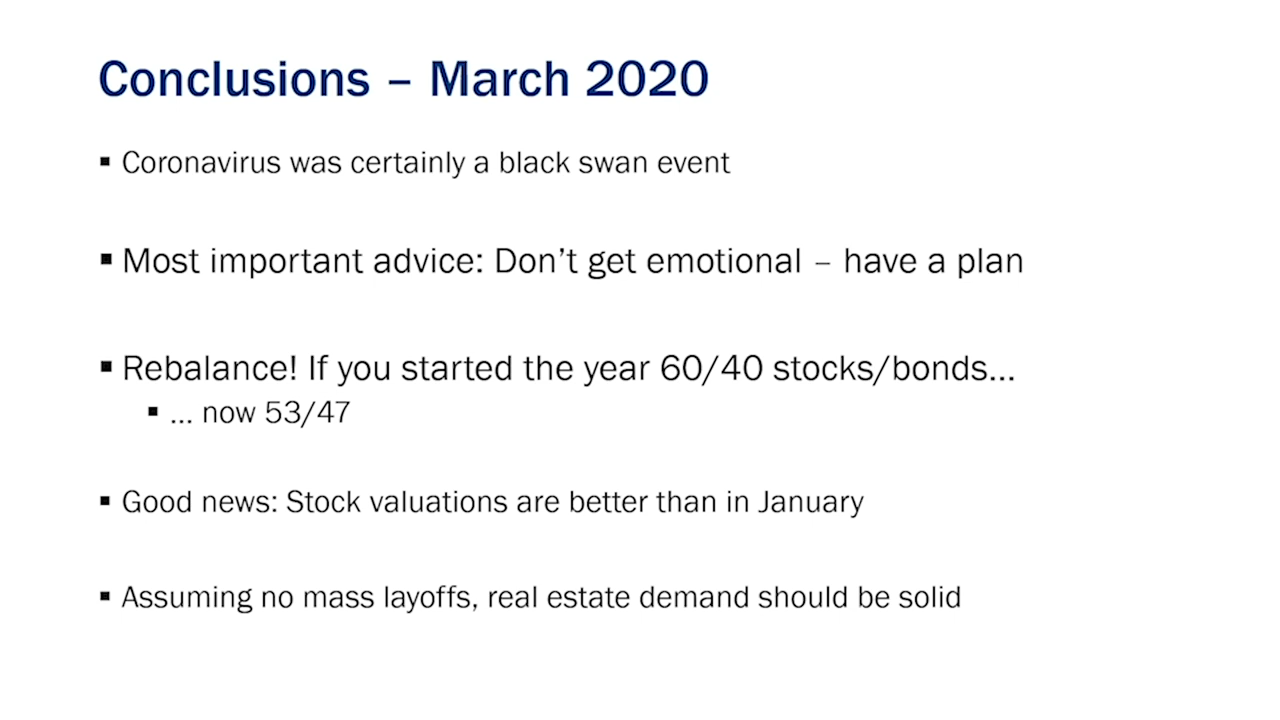 Conclusions – March 2020
▪ Coronavirus was certainly a black swan event
▪ Most important advice: Don’t get emotional – have a plan
▪ Rebalance! If you started the year 60/40 stocks/bonds...
▪ ... now 53/47
▪ Good news: Stock valuations are better than in January
▪ Assuming no mass layoffs, real estate demand should be solid